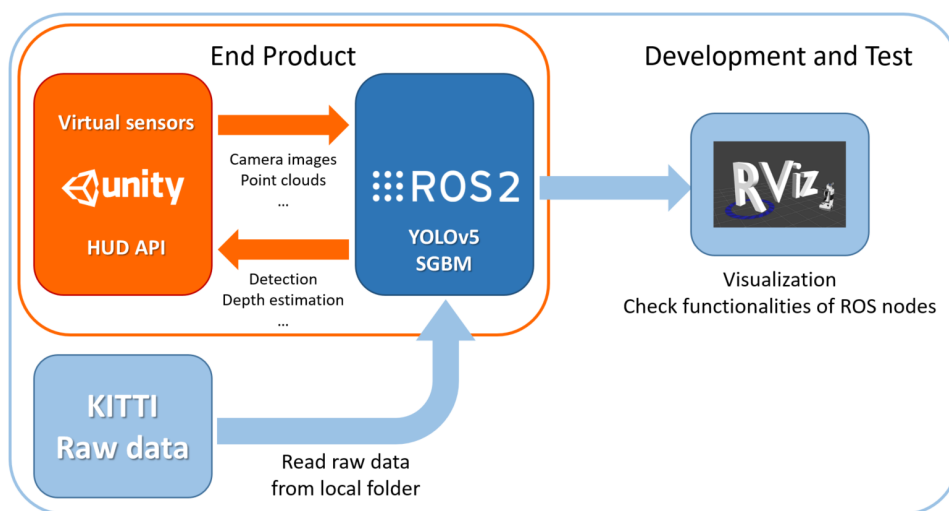 End Product
Development and Test
Virtual sensors
unity
HUD API
Camera images
Point clouds
...
Detection
Depth estimation
...
ROS2
YOLOv5
SGBM
RViz
Visualization
Check functionalities of ROS nodes
KITTI
Raw data
Read raw data
from local folder